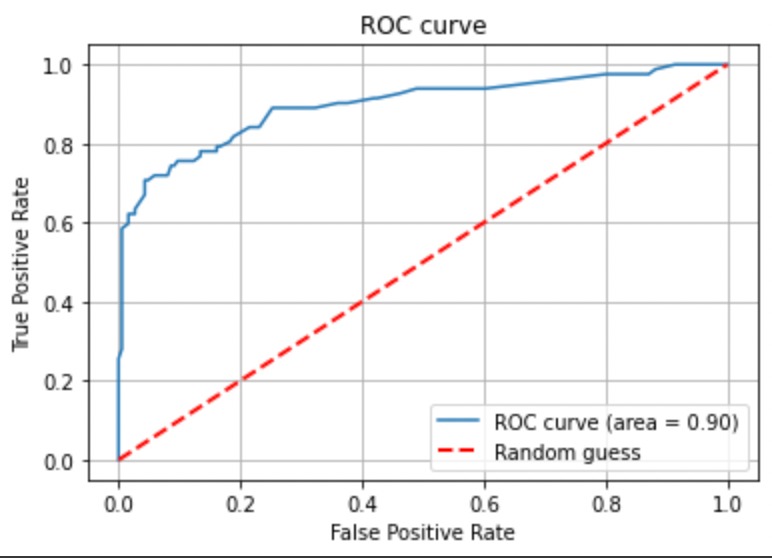 ROC curve
1.0
0.8
0.6
0.4
0.2
0.0
True Positive Rate
ROC curve (area = 0.90)
Random guess
0.0 0.2 0.4 0.6 0.8 1.0
False Positive Rate